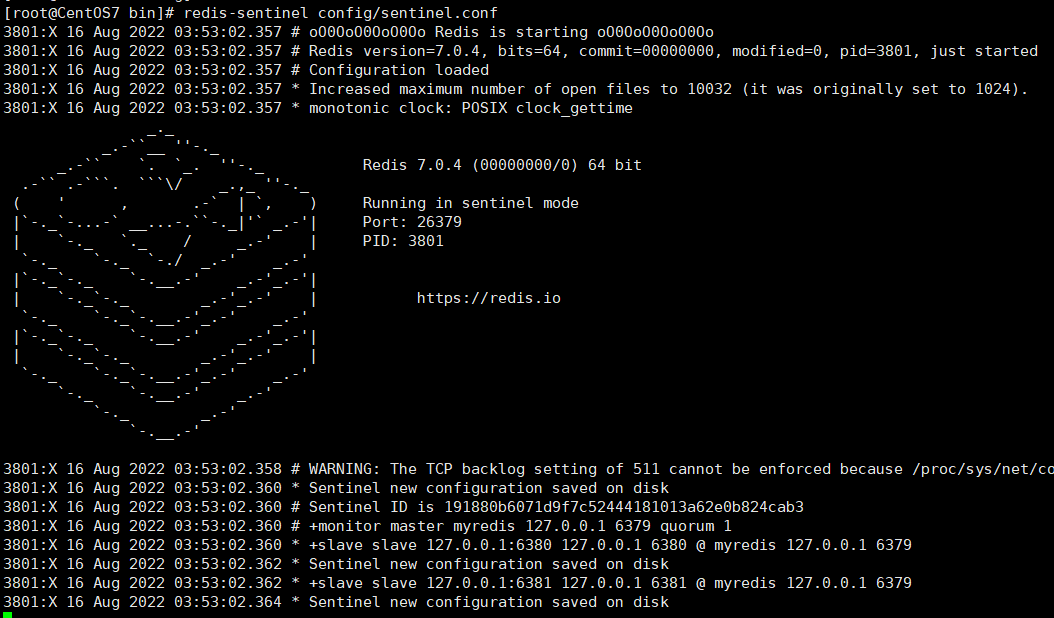 [root@CentOS7 bin]# redis-sentinel config/sentinel.conf
3801:X 16 Aug 2022 03:53:02.357 # oO0OoO0OoO0Oo Redis is starting oO0OoO0OoO0Oo
3801:X 16 Aug 2022 03:53:02.357 # Redis version=7.0.4, bits=64, commit=00000000, modified=0, pid=3801, just started
3801:X 16 Aug 2022 03:53:02.357 # Configuration loaded
3801:X 16 Aug 2022 03:53:02.357 * Increased maximum number of open files to 10032 (it was originally set to 1024).
3801:X 16 Aug 2022 03:53:02.357 * monotonic clock: POSIX clock_gettime
Redis 7.0.4 (00000000/0) 64 bit
Running in sentinel mode
Port: 26379
PID: 3801
https://redis.io
3801:X 16 Aug 2022 03:53:02.358 # WARNING: The TCP backlog setting of 511 cannot be enforced because /proc/sys/net/co
3801:X 16 Aug 2022 03:53:02.360 * Sentinel new configuration saved on disk
3801:X 16 Aug 2022 03:53:02.360 # Sentinel ID is 191880b6071d9f7c52444181013a62e0b824cab3
3801:X 16 Aug 2022 03:53:02.360 # +monitor master myredis 127.0.0.1 6379 quorum 1
3801:X 16 Aug 2022 03:53:02.360 * +slave slave 127.0.0.1:6380 127.0.0.1 6380 @ myredis 127.0.0.1 6379
3801:X 16 Aug 2022 03:53:02.362 * Sentinel new configuration saved on disk
3801:X 16 Aug 2022 03:53:02.362 * +slave slave 127.0.0.1:6381 127.0.0.1 6381 @ myredis 127.0.0.1 6379
3801:X 16 Aug 2022 03:53:02.364 * Sentinel new configuration saved on disk